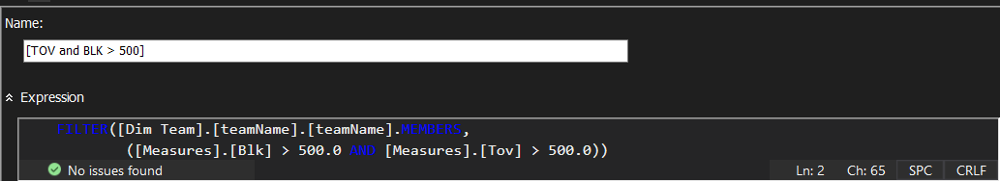 Name:
[TOV and BLK > 500]
Expression
FILTER([Dim Team].[teamName].[teamName].MEMBERS,
([Measures].[Blk] > 500.0 AND [Measures].[Tov] > 500.0))
No issues found Ln: 2 Ch: 65 SPC CRLF